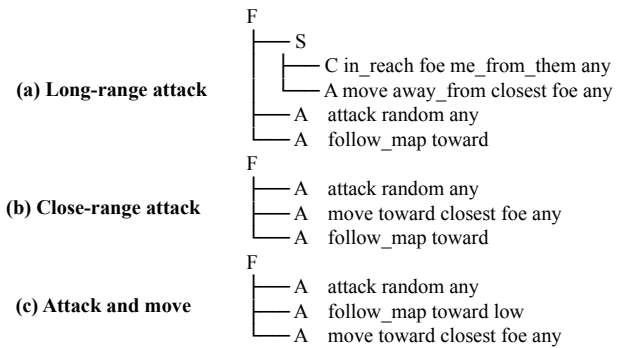 F
S
C in_reach foe me_from_them any
(a) Long-range attack
A move away_from closest foe any
A attack random any
A follow_map toward
F
A attack random any
(b) Close-range attack
A move toward closest foe any
A follow_map toward
F
A attack random any
(c) Attack and move
A follow_map toward low
A move toward closest foe any